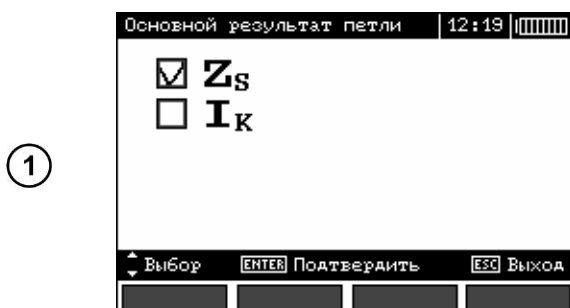 Основной результат петли 12:19
ZS
IK
1
Выбор ENTER Подтвердить ESC Выход